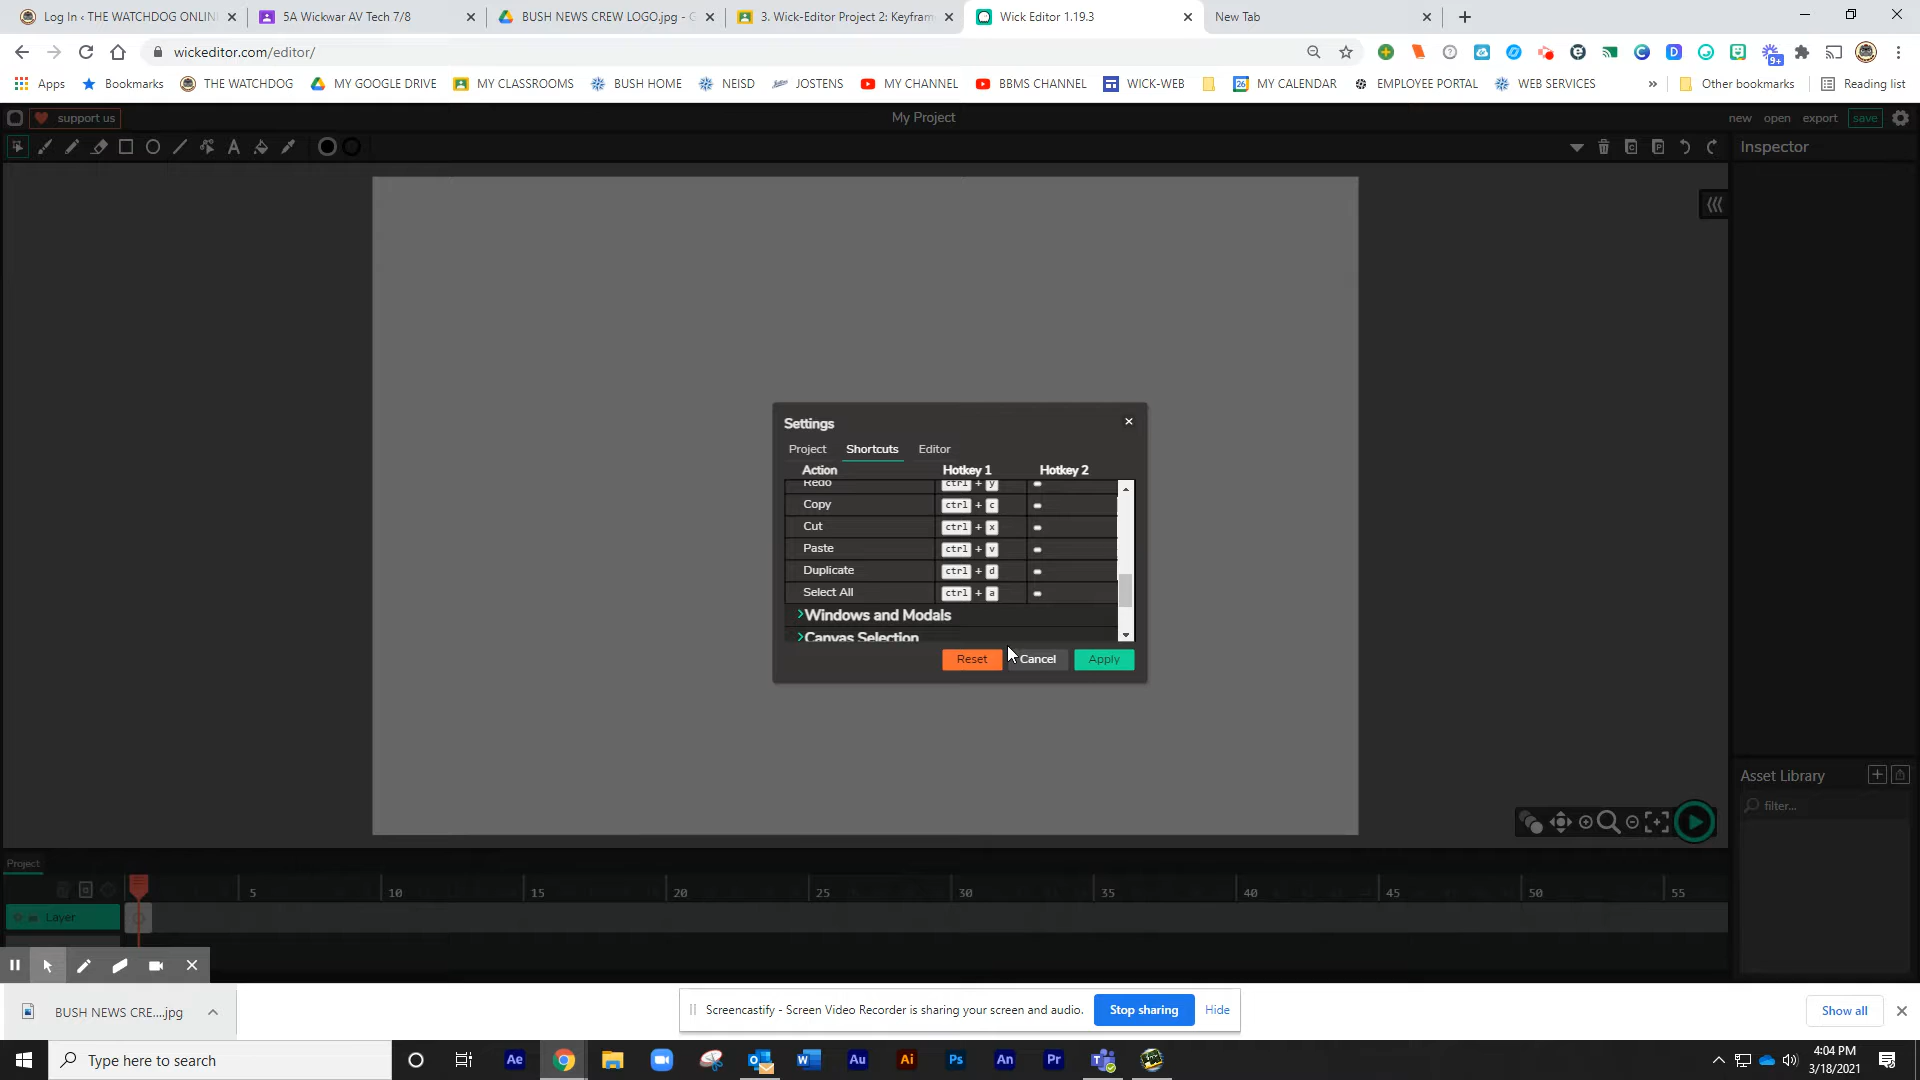 Log In ‹ THE WATCHDOG ONLIN
5A Wickwar AV Tech 7/8
BUSH NEWS CREW LOGO.jpg - G
3. Wick-Editor Project 2: Keyfram
Wick Editor 1.19.3
New Tab
wickeditor.com/editor/
9+
Apps
Bookmarks
THE WATCHDOG
MY GOOGLE DRIVE
MY CLASSROOMS
BUSH HOME
NEISD
JOSTENS
MY CHANNEL
BBMS CHANNEL
WICK-WEB
MY CALENDAR
EMPLOYEE PORTAL
WEB SERVICES
»
Other bookmarks
Reading list
support us
My Project
new
open
export
save
Inspector
Settings
Project
Shortcuts
Editor
Action
Hotkey 1
Hotkey 2
Redo
ctrl + y
Copy
ctrl + c
Cut
ctrl + x
Paste
ctrl + v
Duplicate
ctrl + d
Select All
ctrl + a
Windows and Modals
Canvas Selection
Reset
Cancel
Apply
Asset Library
filter...
Project
5 10 15 20 25 30 35 40 45 50 55
Layer
BUSH NEWS CRE....jpg
Screencastify - Screen Video Recorder is sharing your screen and audio.
Stop sharing
Hide
Show all
Type here to search
4:04 PM
3/18/2021